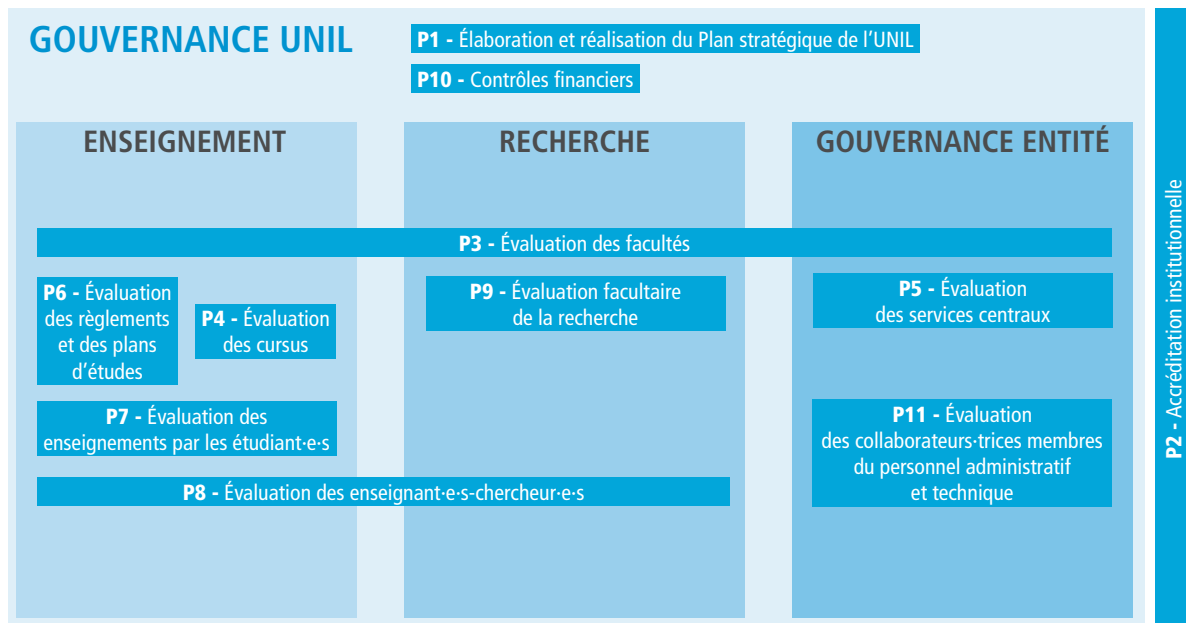 GOUVERNANCE UNIL
P1 - Élaboration et réalisation du Plan stratégique de l’UNIL
P10 - Contrôles financiers
ENSEIGNEMENT
RECHERCHE
GOUVERNANCE ENTITÉ
P3 - Évaluation des facultés
P6 - Évaluation
des règlements
et des plans
d’études
P4 - Évaluation
des cursus
P9 - Évaluation facultaire
de la recherche
P5 - Évaluation
des services centraux
P7 - Évaluation des
enseignements par les étudiant·e·s
P11 - Évaluation
des collaborateurs·trices membres
du personnel administratif
et technique
P8 - Évaluation des enseignant·e·s-chercheur·e·s
P2 - Accréditation institutionnelle